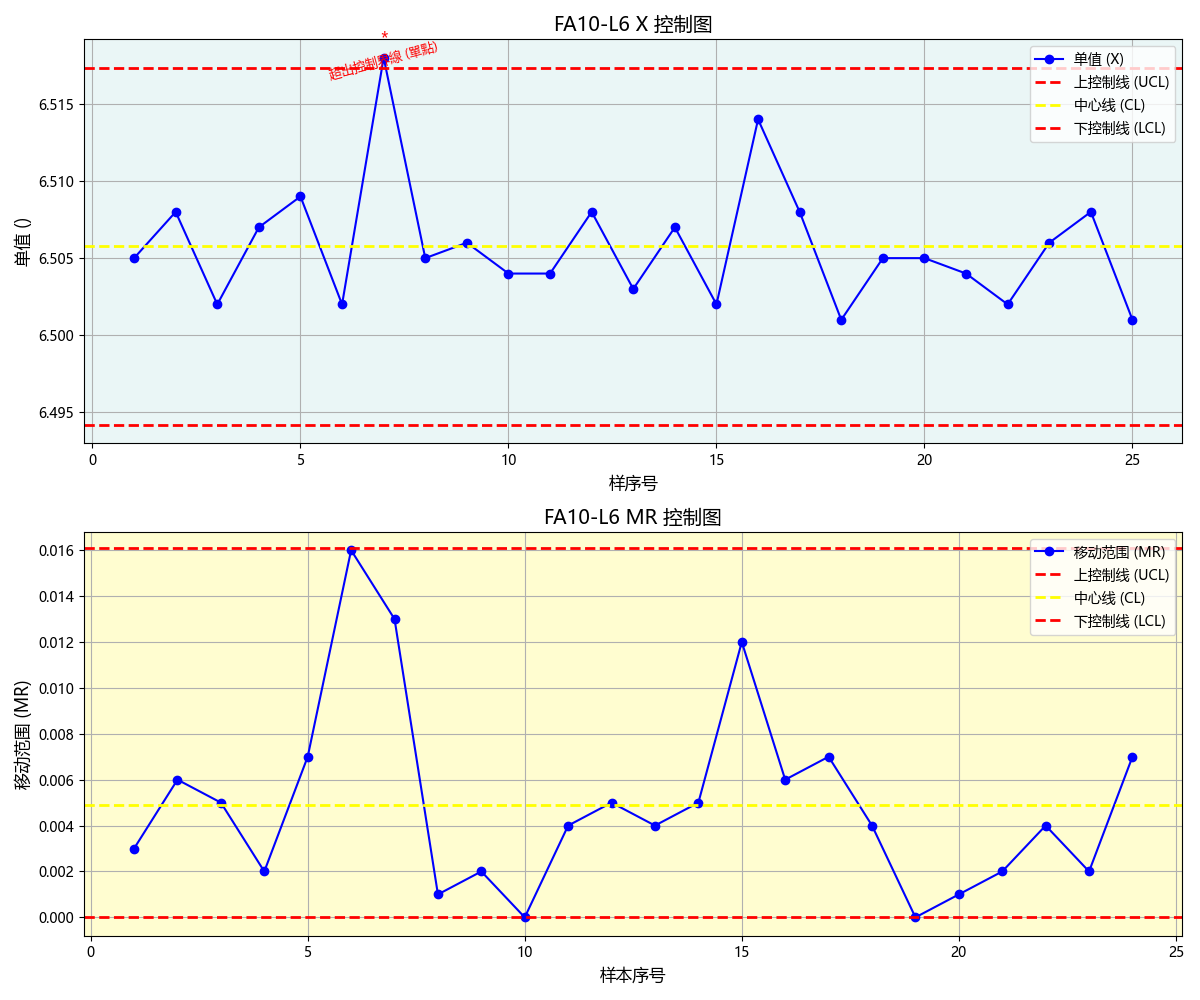 FA10-L6 X 控制图
*
超出控制界線 (單點)
单值 (X)
上控制线 (UCL)
中心线 (CL)
下控制线 (LCL)
单值 ()
6.515
6.510
6.505
6.500
6.495
0 5 10 15 20 25
样序号
FA10-L6 MR 控制图
移动范围 (MR)
上控制线 (UCL)
中心线 (CL)
下控制线 (LCL)
移动范围 (MR)
0.016
0.014
0.012
0.010
0.008
0.006
0.004
0.002
0.000
0 5 10 15 20 25
样本序号